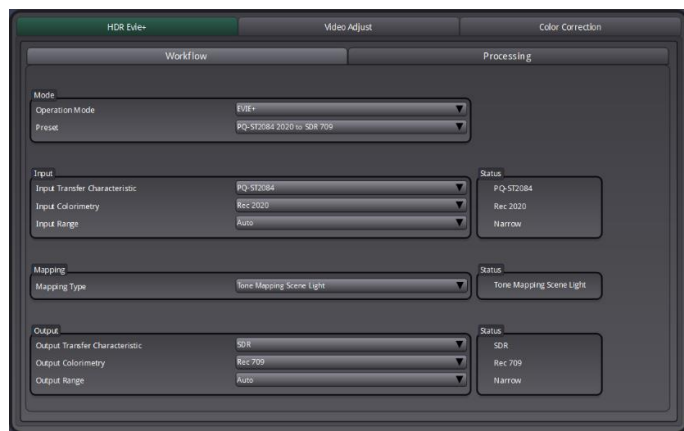 HDR Evie+ Video Adjust Color Correction
Workflow Processing
Mode
Operation Mode EVIE+
Preset PQ-ST2084 2020 to SDR 709
Input Status
Input Transfer Characteristic PQ-ST2084 PQ-ST2084
Input Colorimetry Rec 2020 Rec 2020
Input Range Auto Narrow
Mapping Status
Mapping Type Tone Mapping Scene Light Tone Mapping Scene Light
Output Status
Output Transfer Characteristic SDR SDR
Output Colorimetry Rec 709 Rec 709
Output Range Auto Narrow